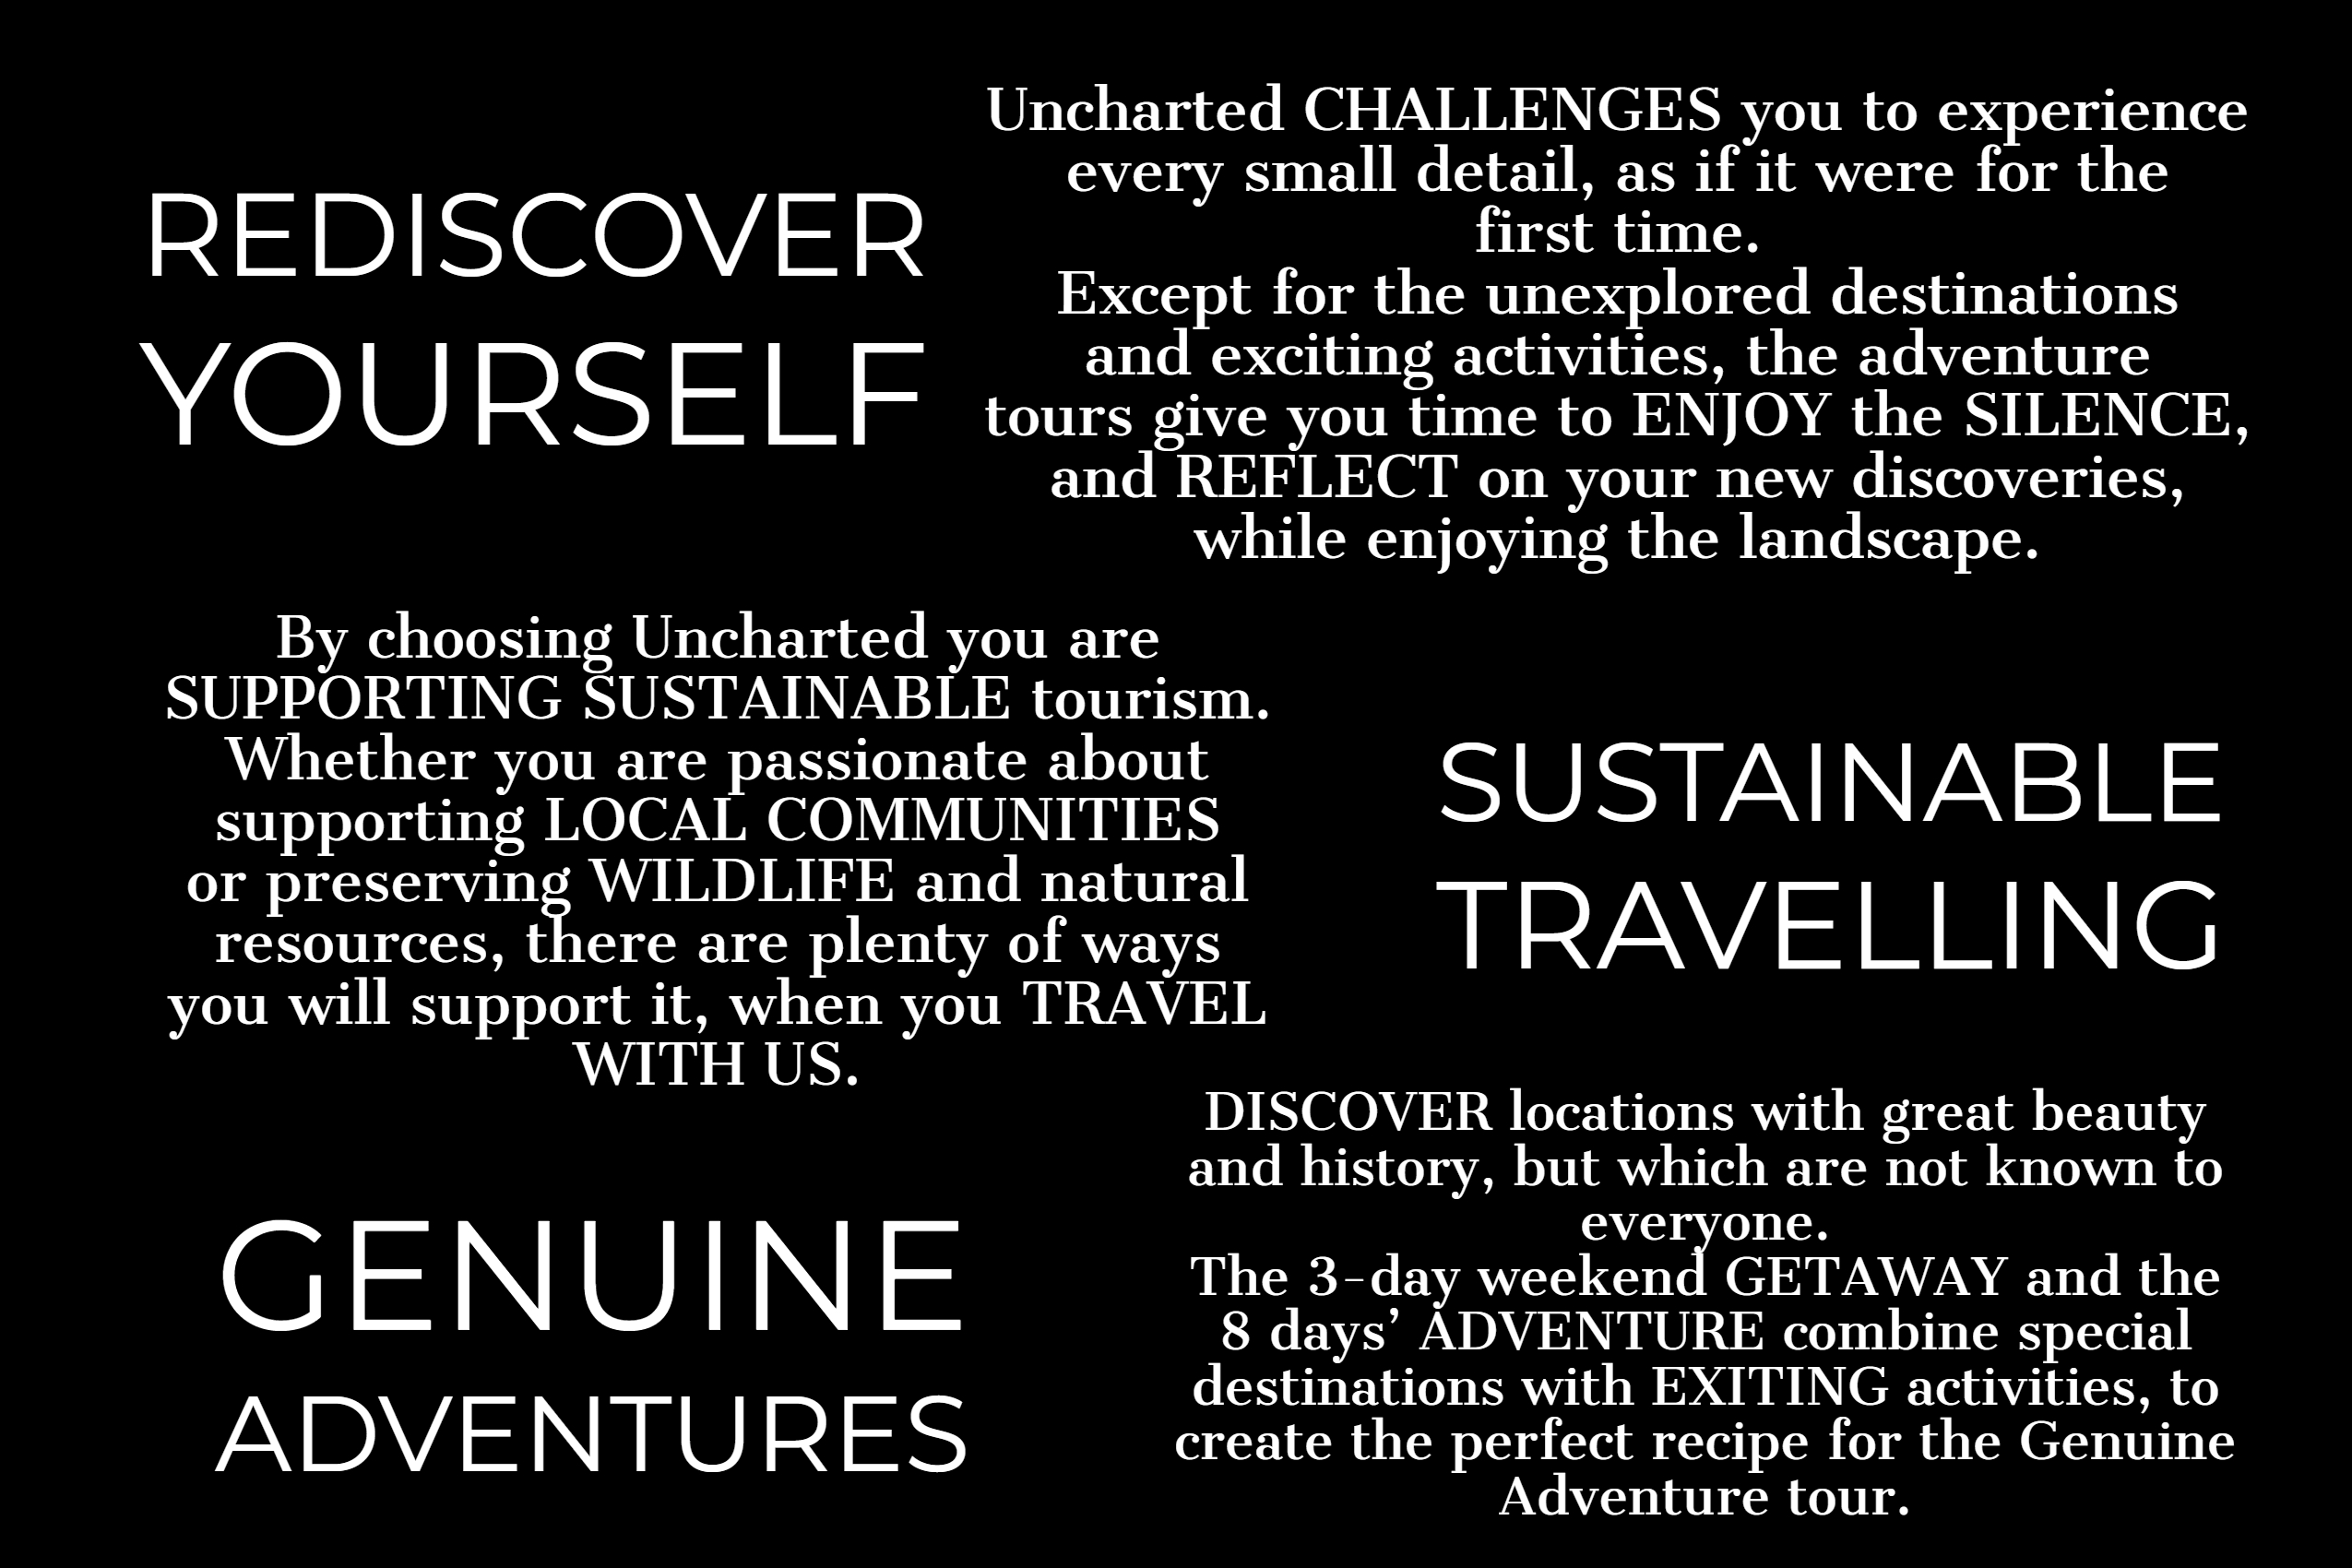 REDISCOVER
YOURSELF
Uncharted CHALLENGES you to experience
every small detail, as if it were for the
first time.
Except for the unexplored destinations
and exciting activities, the adventure
tours give you time to ENJOY the SILENCE,
and REFLECT on your new discoveries,
while enjoying the landscape.
By choosing Uncharted you are
SUPPORTING SUSTAINABLE tourism.
Whether you are passionate about
supporting LOCAL COMMUNITIES
or preserving WILDLIFE and natural
resources, there are plenty of ways
you will support it, when you TRAVEL
WITH US.
SUSTAINABLE
TRAVELLING
GENUINE
ADVENTURES
DISCOVER locations with great beauty
and history, but which are not known to
everyone.
The 3-day weekend GETAWAY and the
8 days’ ADVENTURE combine special
destinations with EXITING activities, to
create the perfect recipe for the Genuine
Adventure tour.